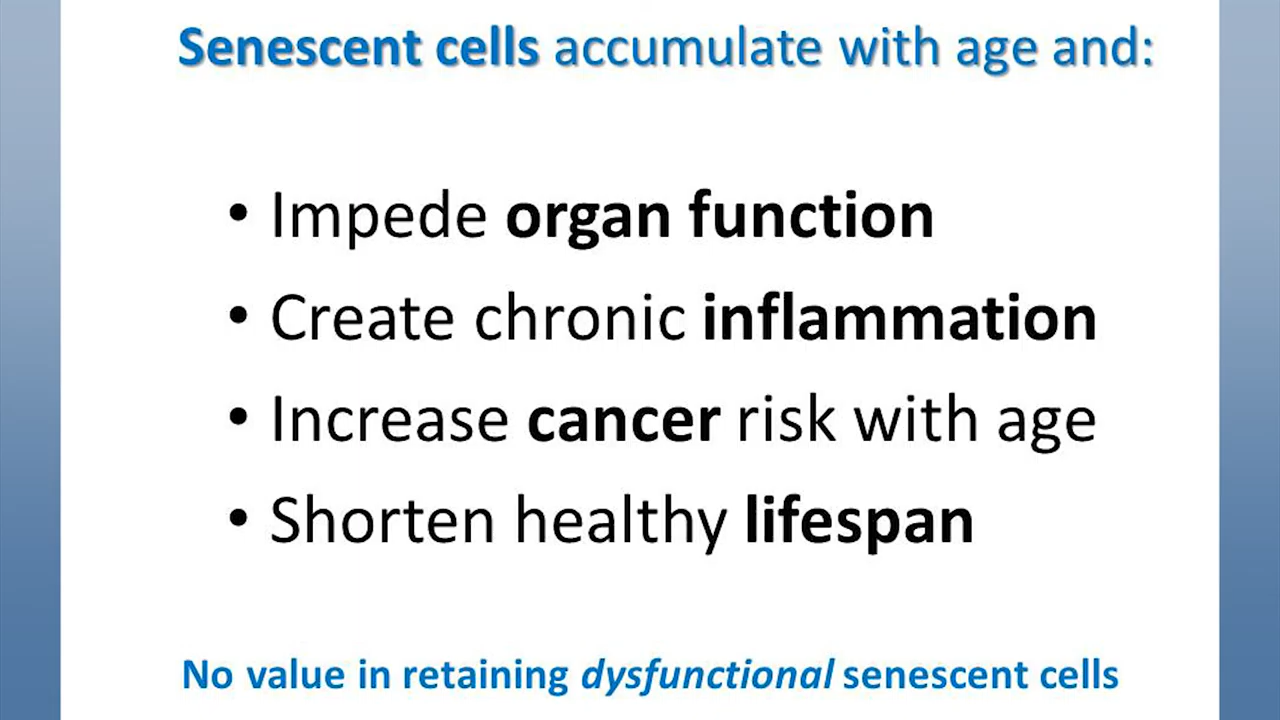 Senescent cells accumulate with age and:
• Impede organ function
• Create chronic inflammation
• Increase cancer risk with age
• Shorten healthy lifespan
No value in retaining dysfunctional senescent cells